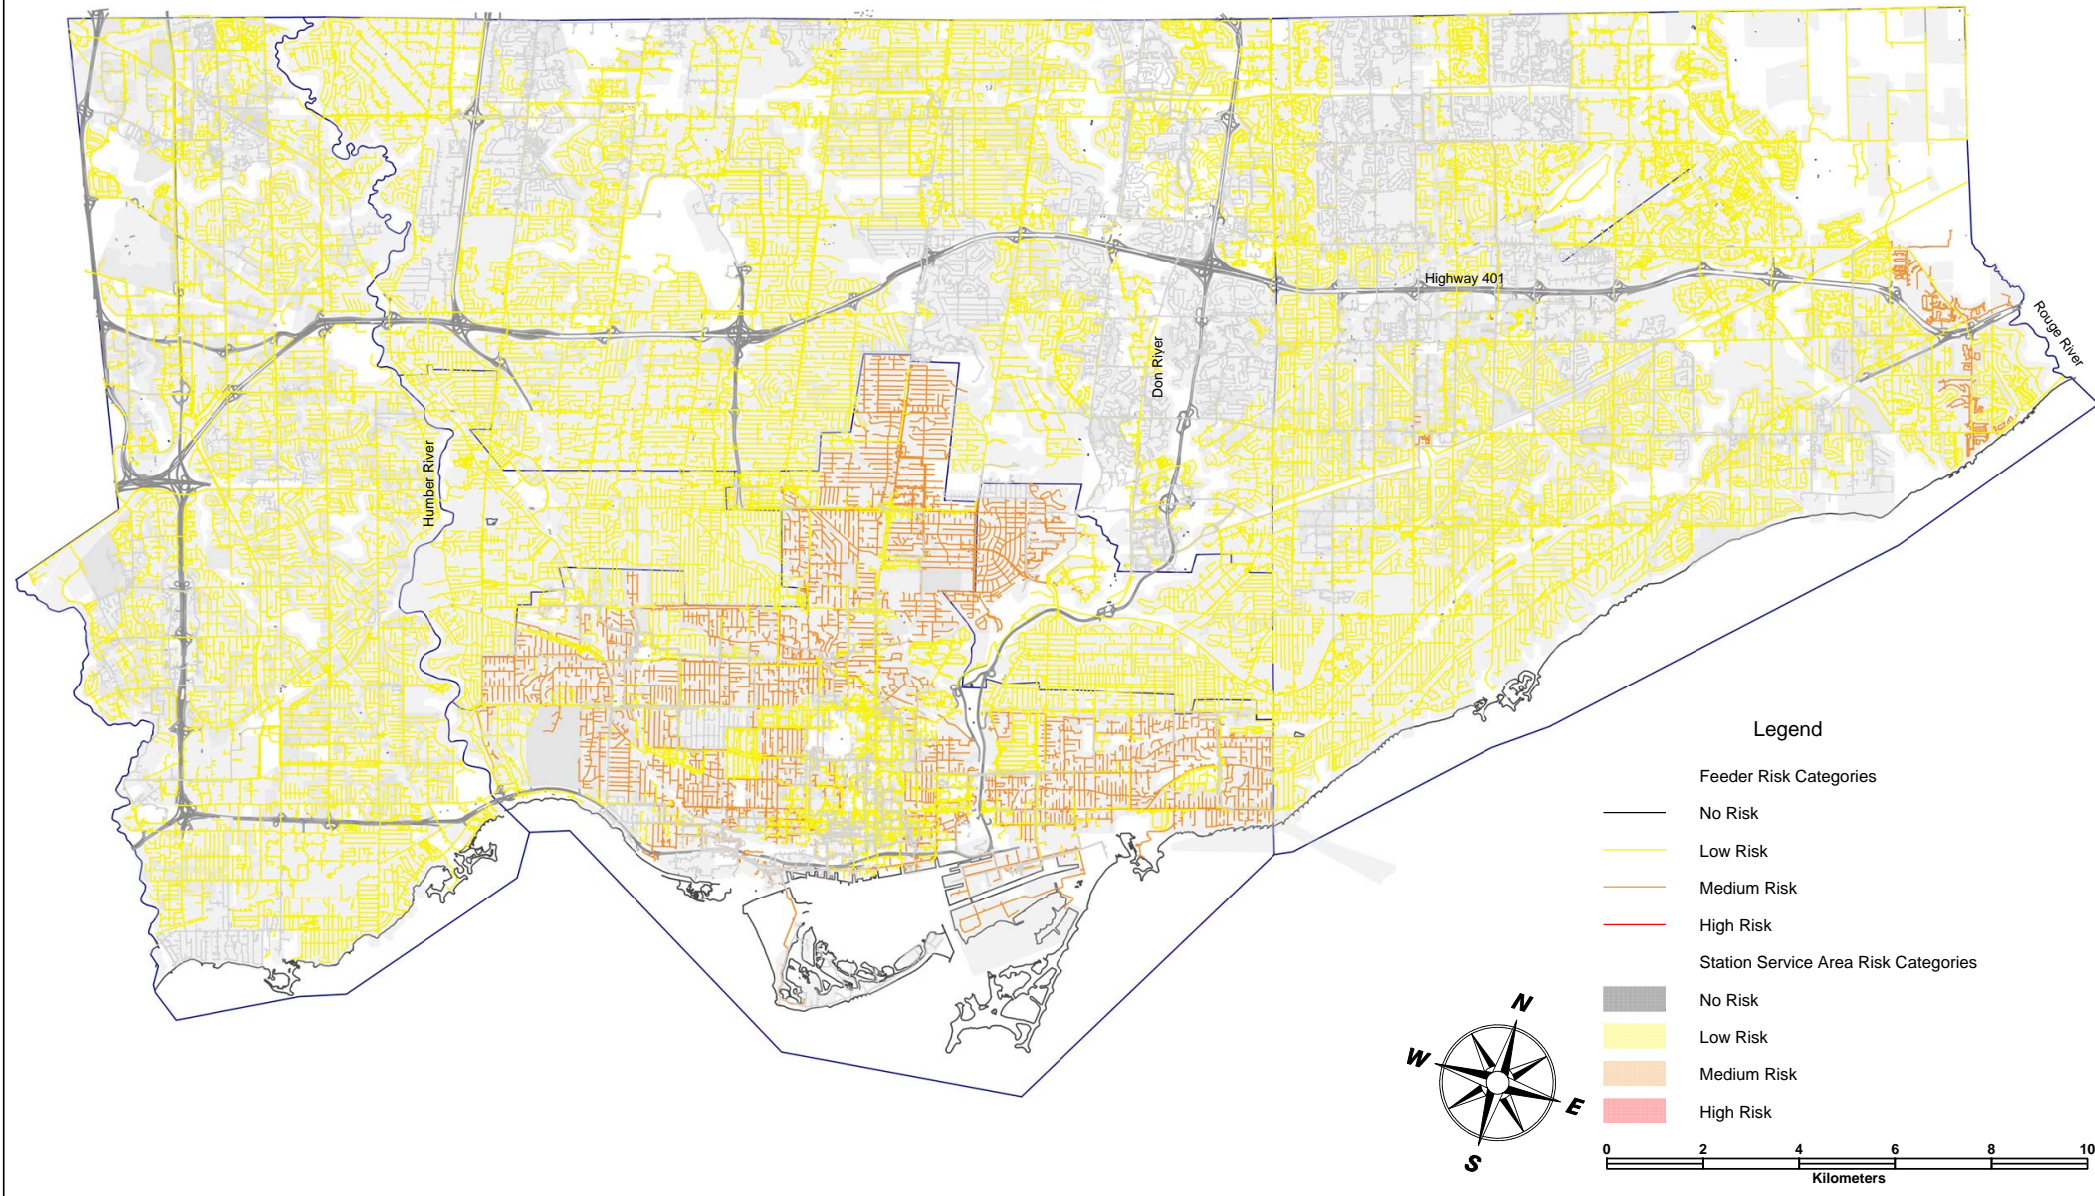 Highway 401
Rouge River
Don River
Humber River
Legend
Feeder Risk Categories
No Risk
Low Risk
Medium Risk
High Risk
Station Service Area Risk Categories
No Risk
Low Risk
Medium Risk
High Risk
N
W
E
S
0 2 4 6 8 10
Kilometers